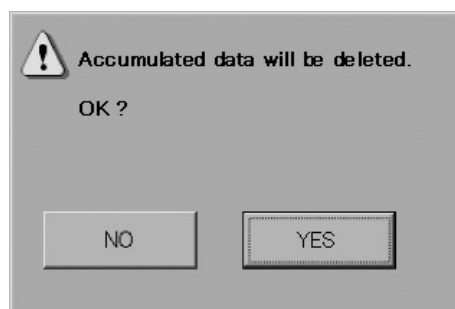 Accumulated data will be deleted.
OK ?
NO
YES